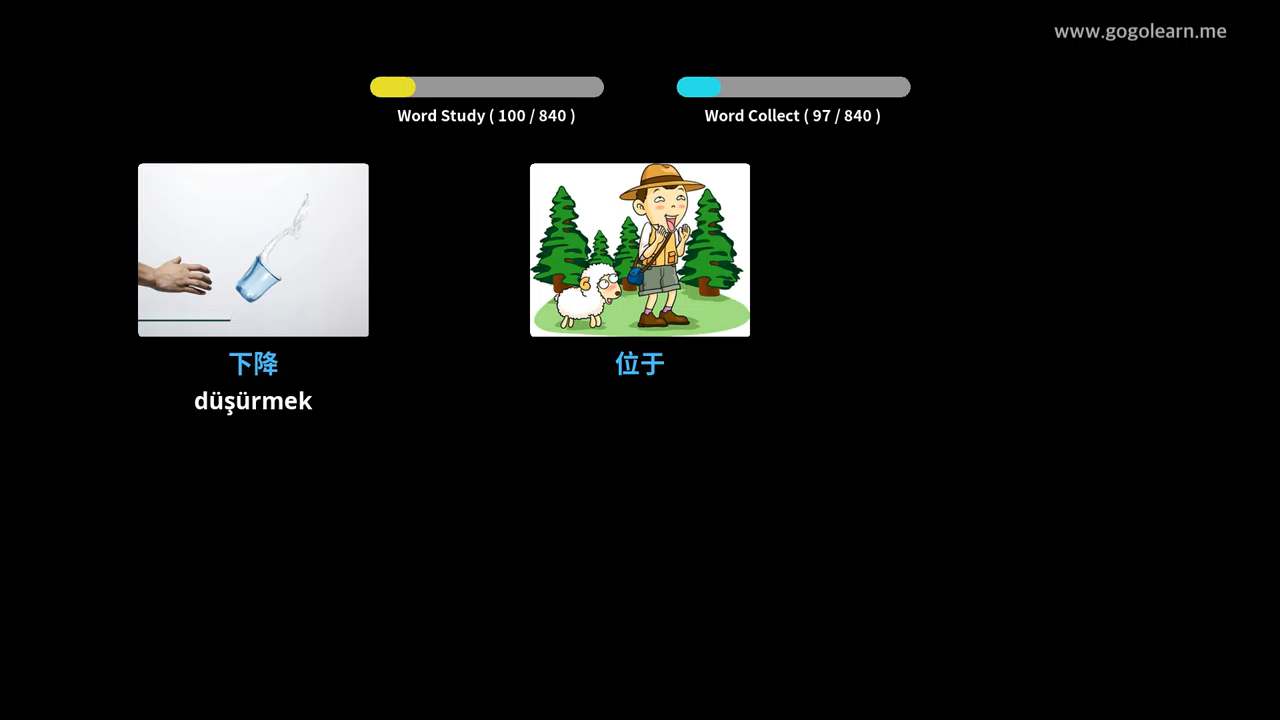 www.gogolearn.me
Word Study ( 100 / 840 )
Word Collect ( 97 / 840 )
下降
位于
düşürmek